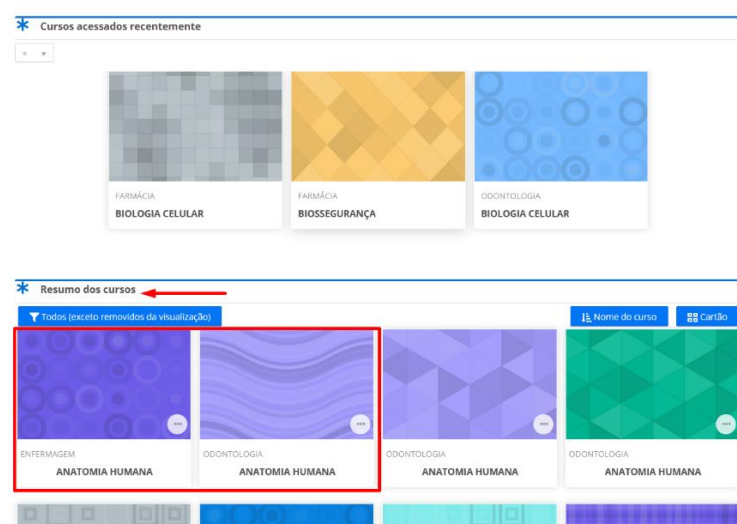 Cursos acessados recentemente
« »
FARMÁCIA
BIOLOGIA CELULAR
FARMÁCIA
BIOSSEGURANÇA
ODONTOLOGIA
BIOLOGIA CELULAR
Resumo dos cursos
Todos (exceto removidos da visualização)
Nome do curso
Cartão
ENFERMAGEM
ANATOMIA HUMANA
ODONTOLOGIA
ANATOMIA HUMANA
ODONTOLOGIA
ANATOMIA HUMANA
ODONTOLOGIA
ANATOMIA HUMANA